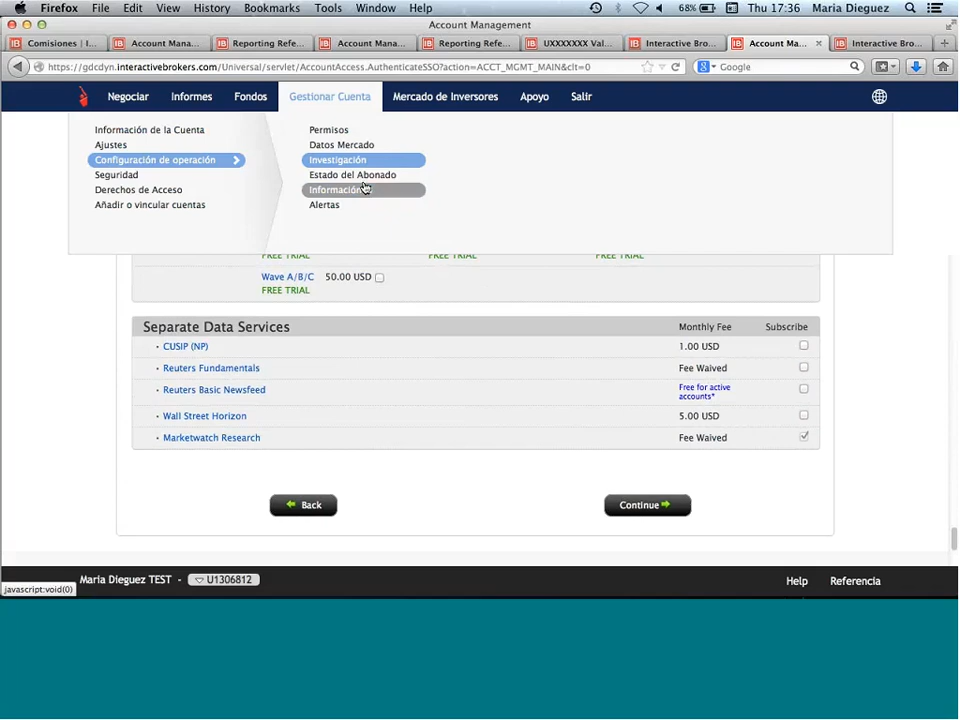 Firefox File Edit View History Bookmarks Tools Window Help 68% Thu 17:36 Maria Dieguez
Account Management
Comisiones | I... Account Mana... Reporting Refe... Account Mana... Reporting Refe... UXXXXXXX Val... Interactive Bro... Account Ma... Interactive Bro...
https://gdcdyn.interactivebrokers.com/Universal/servlet/AccountAccess.AuthenticateSSO?action=ACCT_MGMT_MAIN&clt=0 Google
Negociar Informes Fondos Gestionar Cuenta Mercado de Inversores Apoyo Salir
Información de la Cuenta Permisos
Ajustes Datos Mercado
Configuración de operación Investigación
Seguridad Estado del Abonado
Derechos de Acceso Información
Añadir o vincular cuentas Alertas
FREE TRIAL FREE TRIAL FREE TRIAL
Wave A/B/C 50.00 USD
FREE TRIAL
Separate Data Services Monthly Fee Subscribe
CUSIP (NP) 1.00 USD
Reuters Fundamentals Fee Waived
Reuters Basic Newsfeed Free for active
accounts*
Wall Street Horizon 5.00 USD
Marketwatch Research Fee Waived
Back Continue
Maria Dieguez TEST - U1306812 Help Referencia
javascript:void(0)